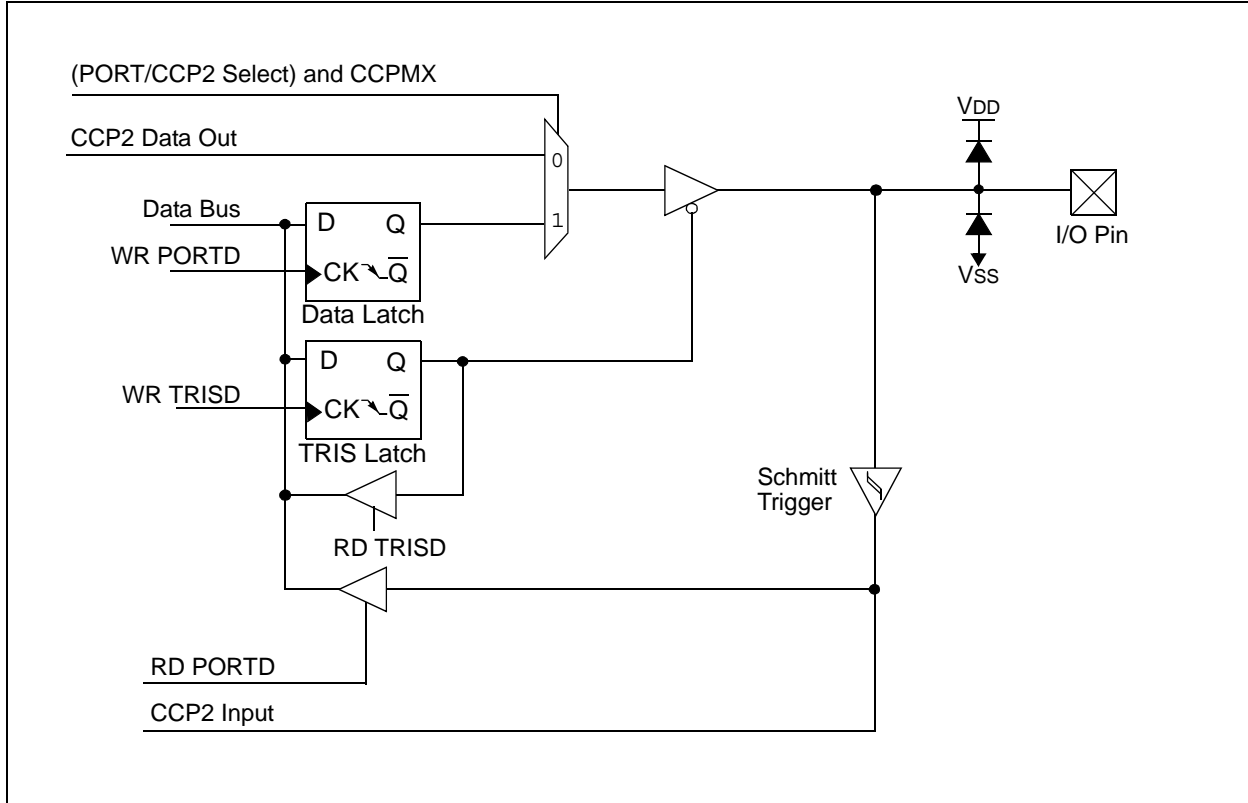 (PORT/CCP2 Select) and CCPMX
CCP2 Data Out
0
1
VDD
I/O Pin
VSS
Data Bus
WR PORTD
D Q
CK Q̅
Data Latch
WR TRISD
D Q
CK Q̅
TRIS Latch
RD TRISD
Schmitt
Trigger
RD PORTD
CCP2 Input